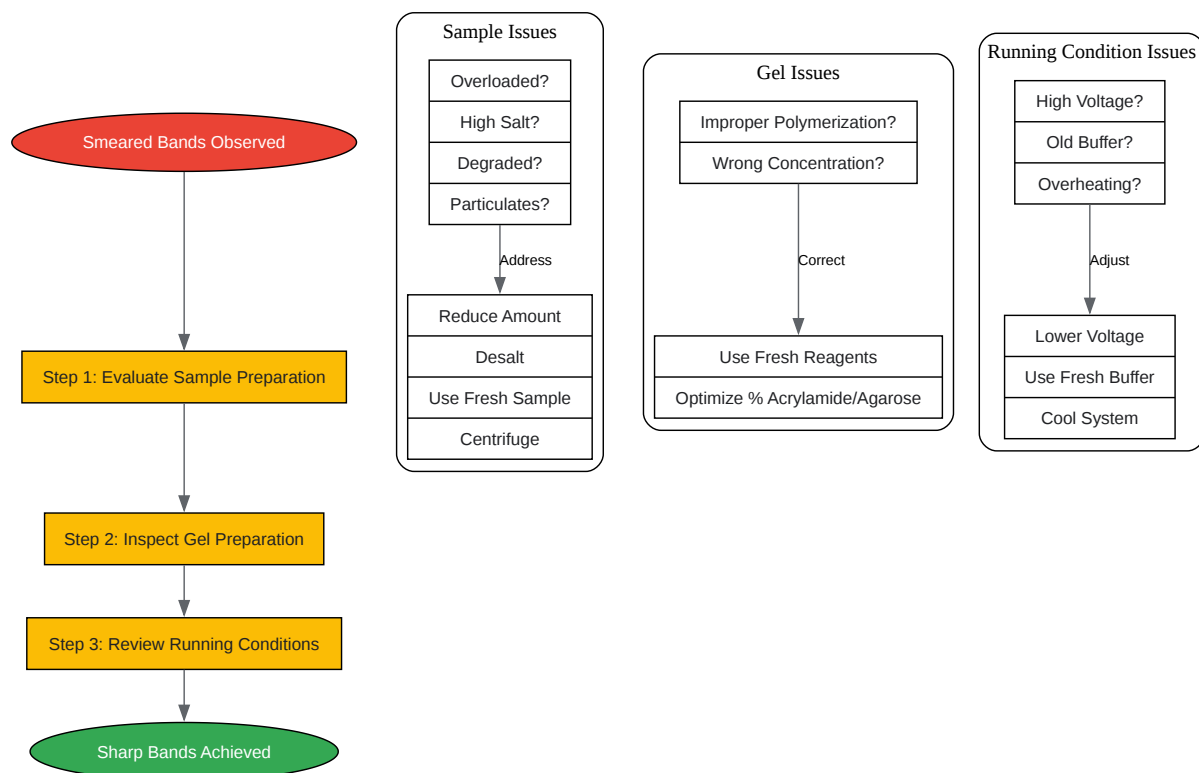 Smeared Bands Observed
Step 1: Evaluate Sample Preparation
Step 2: Inspect Gel Preparation
Step 3: Review Running Conditions
Sharp Bands Achieved
Sample Issues
Overloaded?
High Salt?
Degraded?
Particulates?
Address
Reduce Amount
Desalt
Use Fresh Sample
Centrifuge
Gel Issues
Improper Polymerization?
Wrong Concentration?
Correct
Use Fresh Reagents
Optimize % Acrylamide/Agarose
Running Condition Issues
High Voltage?
Old Buffer?
Overheating?
Adjust
Lower Voltage
Use Fresh Buffer
Cool System